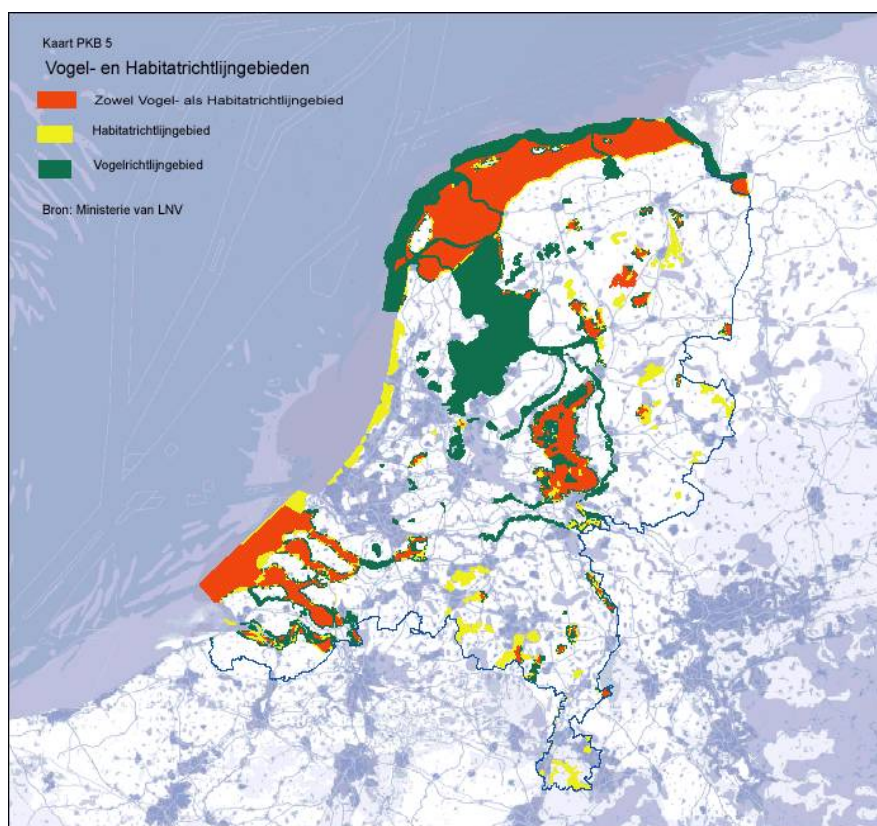 Kaart PKB 5
Vogel- en Habitatrichtlijngebieden
Zowel Vogel- als Habitatrichtlijngebied
Habitatrichtlijngebied
Vogelrichtlijngebied
Bron: Ministerie van LNV